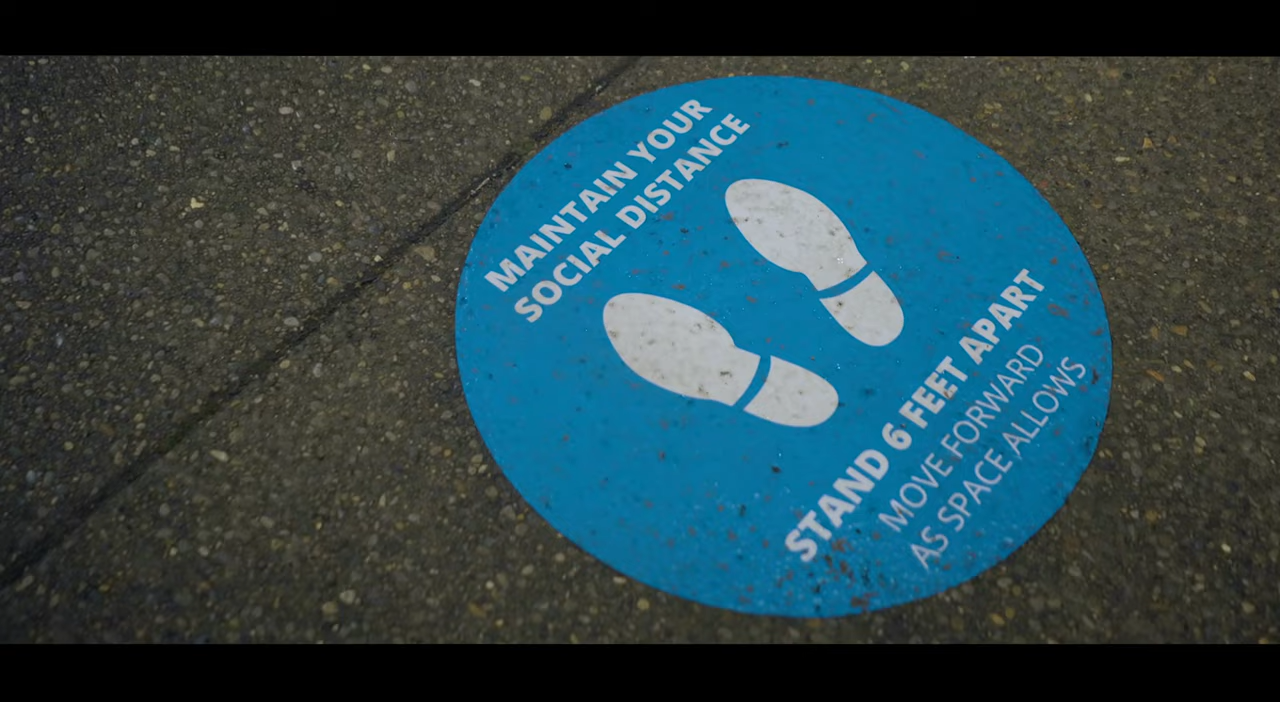 MAINTAIN YOUR
SOCIAL DISTANCE
STAND 6 FEET APART
MOVE FORWARD
AS SPACE ALLOWS